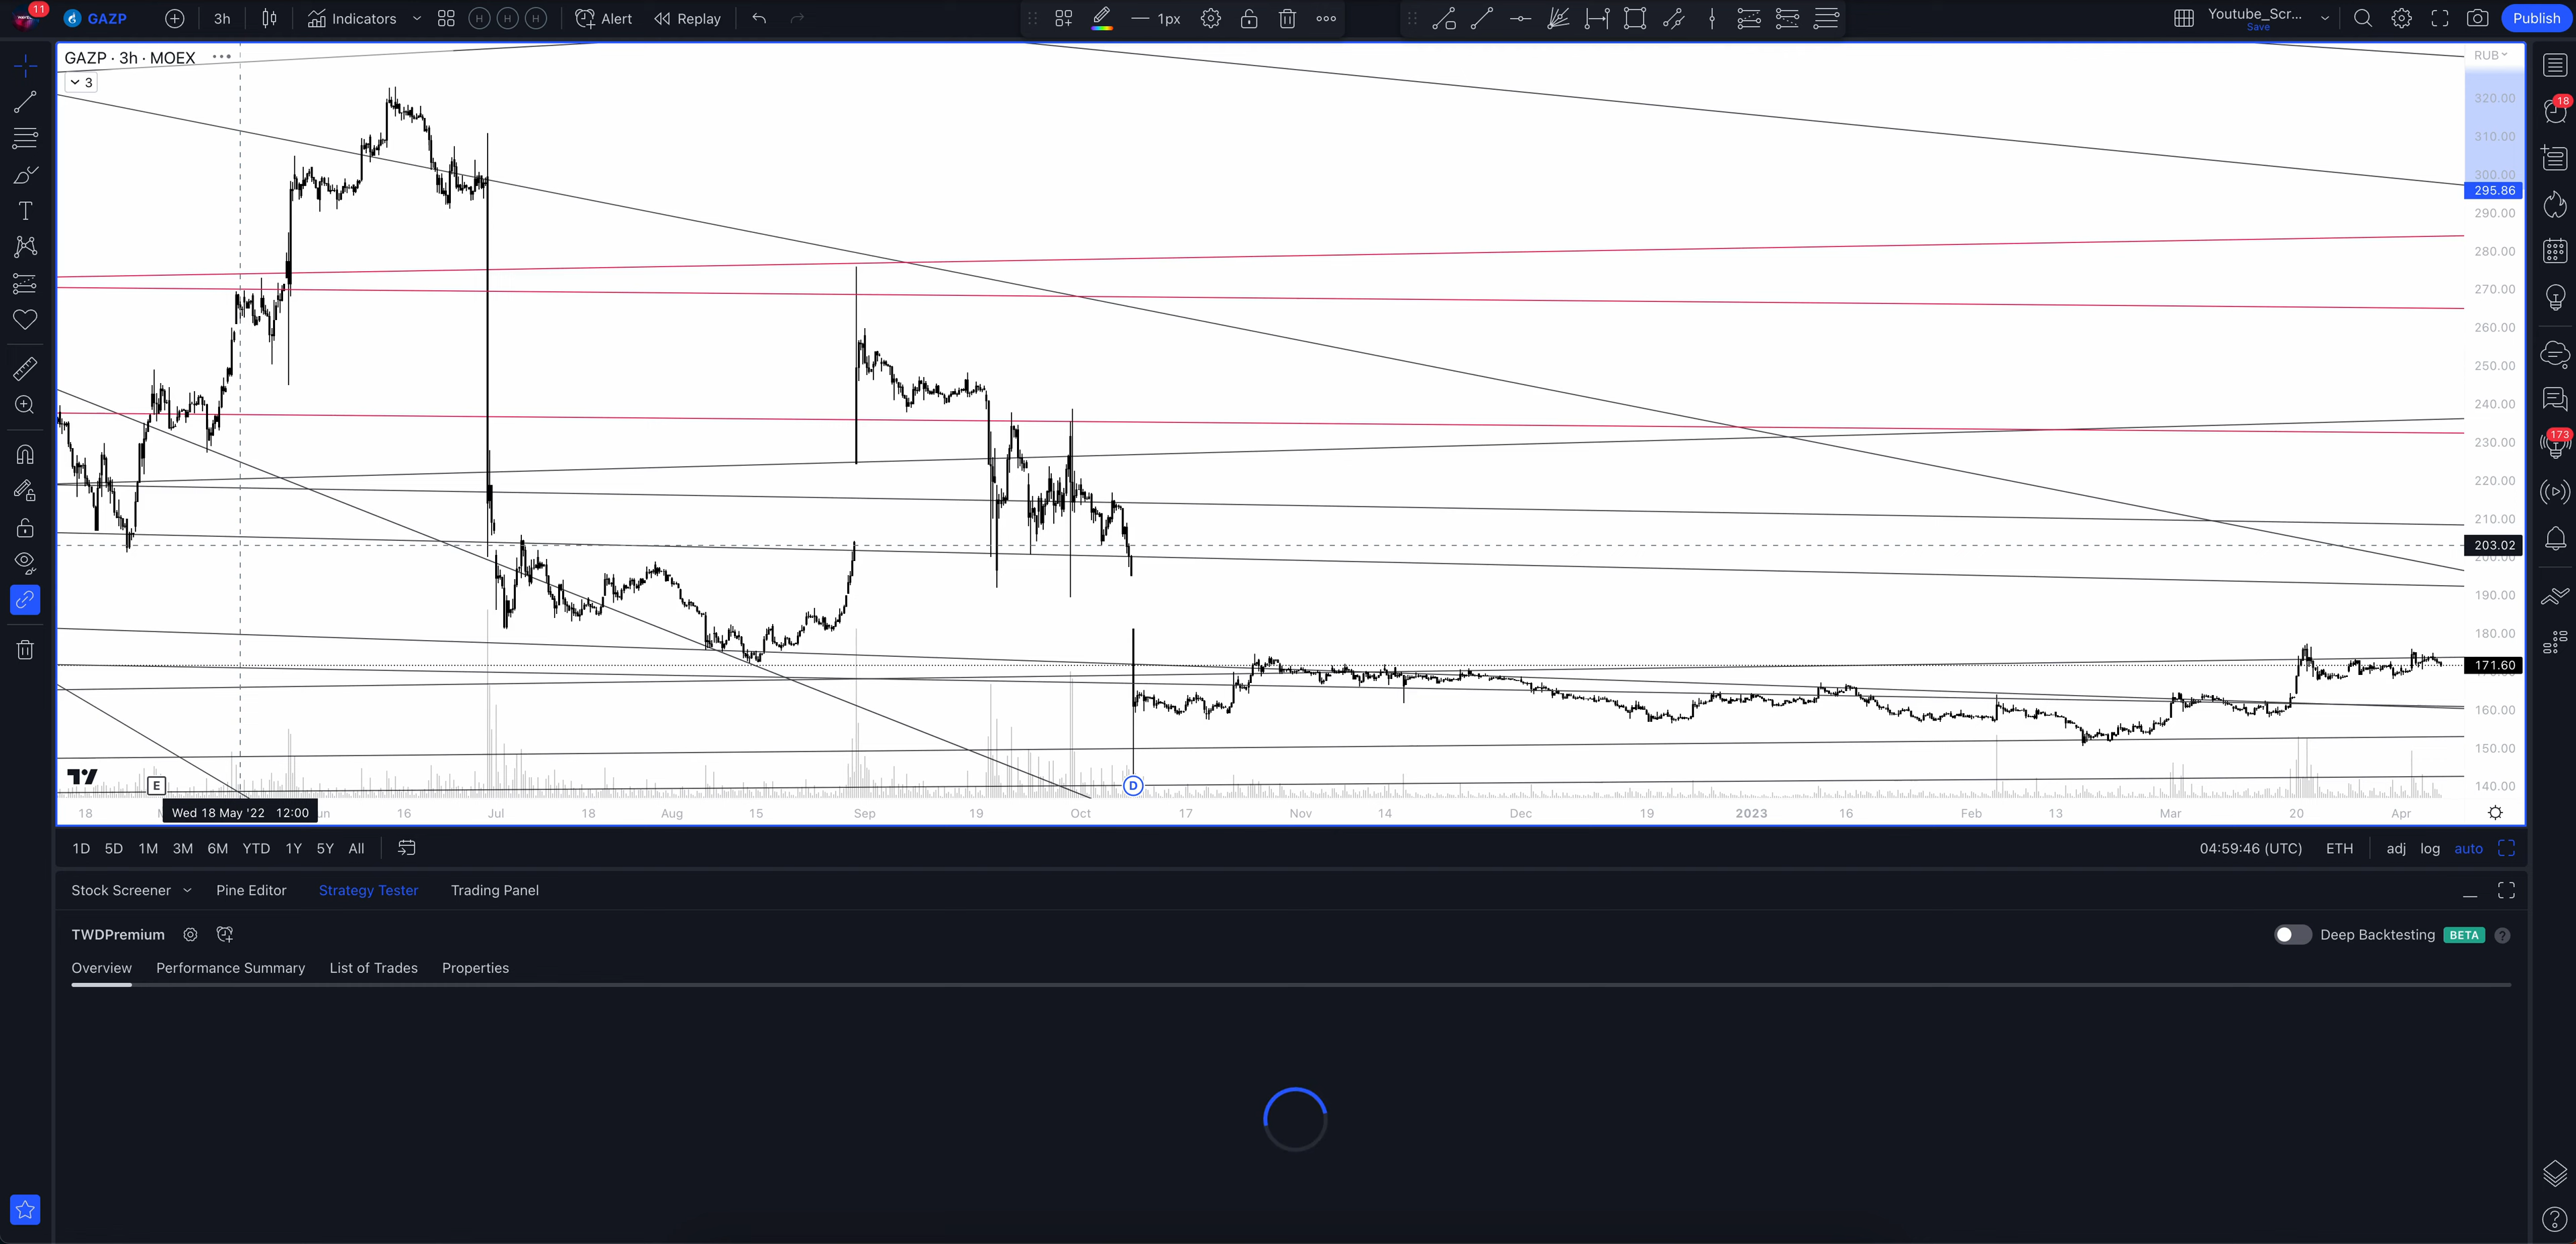 11
GAZP
3h
Indicators
H
H
H
Alert
Replay
1px
Youtube_Scr...
Save
Publish
GAZP · 3h · MOEX
3
RUB
320.00
310.00
300.00
295.86
290.00
280.00
270.00
260.00
250.00
240.00
230.00
220.00
210.00
203.02
190.00
180.00
171.60
160.00
150.00
140.00
18
173
E
D
18
Wed 18 May '22 12:00
un
16
Jul
18
Aug
15
Sep
19
Oct
17
Nov
14
Dec
19
2023
16
Feb
13
Mar
20
Apr
1D 5D 1M 3M 6M YTD 1Y 5Y All
04:59:46 (UTC) ETH adj log auto
Stock Screener Pine Editor Strategy Tester Trading Panel
TWDPremium
Deep Backtesting BETA ?
Overview Performance Summary List of Trades Properties